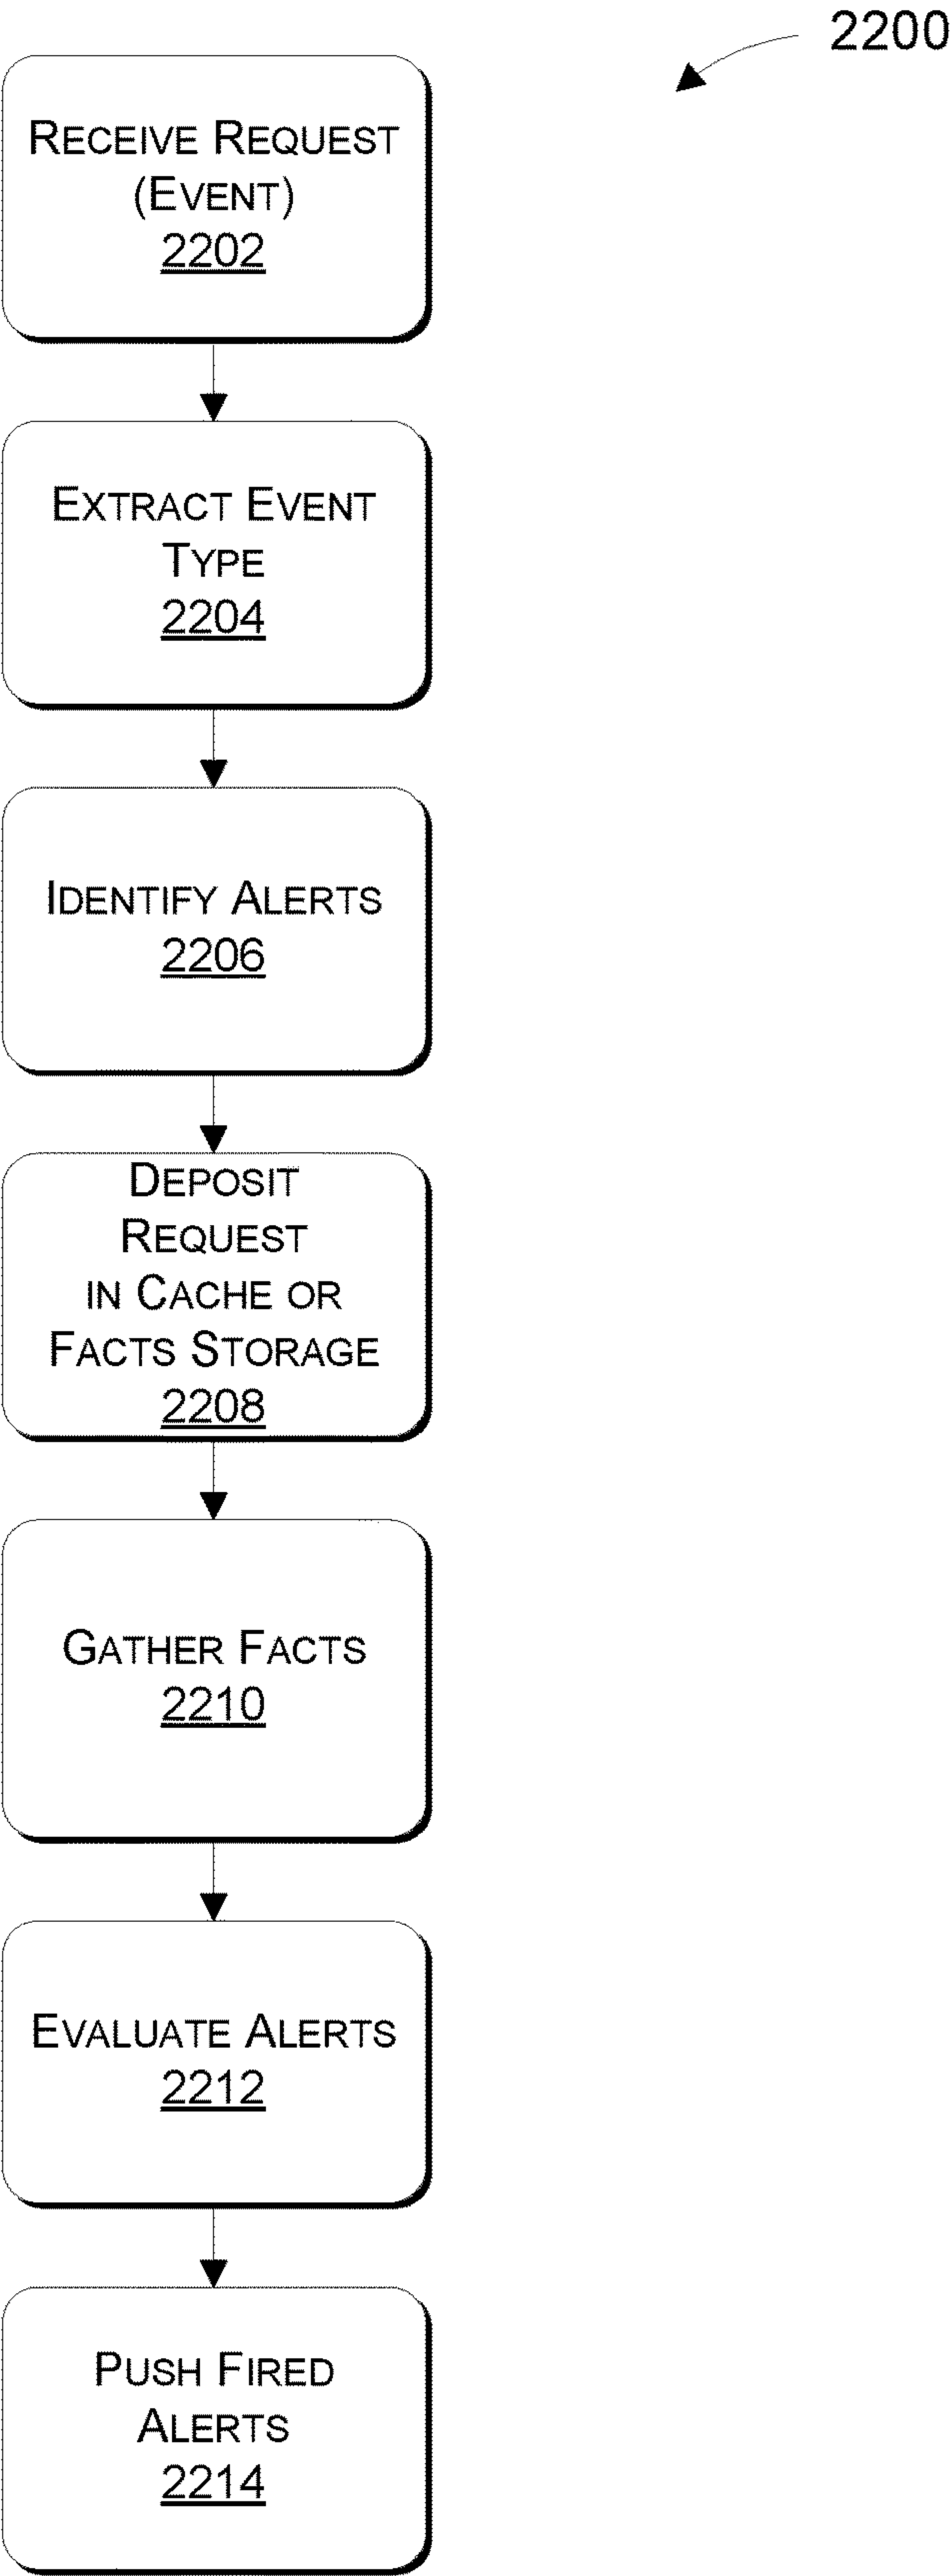 2200
RECEIVE REQUEST
(EVENT)
2202
EXTRACT EVENT
TYPE
2204
IDENTIFY ALERTS
2206
DEPOSIT
REQUEST
IN CACHE OR
FACTS STORAGE
2208
GATHER FACTS
2210
EVALUATE ALERTS
2212
PUSH FIRED
ALERTS
2214